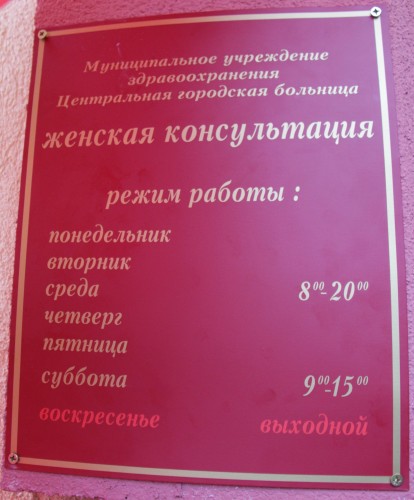 Муниципальное учреждение
здравоохранения
Центральная городская больница
женская консультация
режим работы :
понедельник
вторник
среда 8⁰⁰-20⁰⁰
четверг
пятница
суббота 9⁰⁰-15⁰⁰
воскресенье выходной